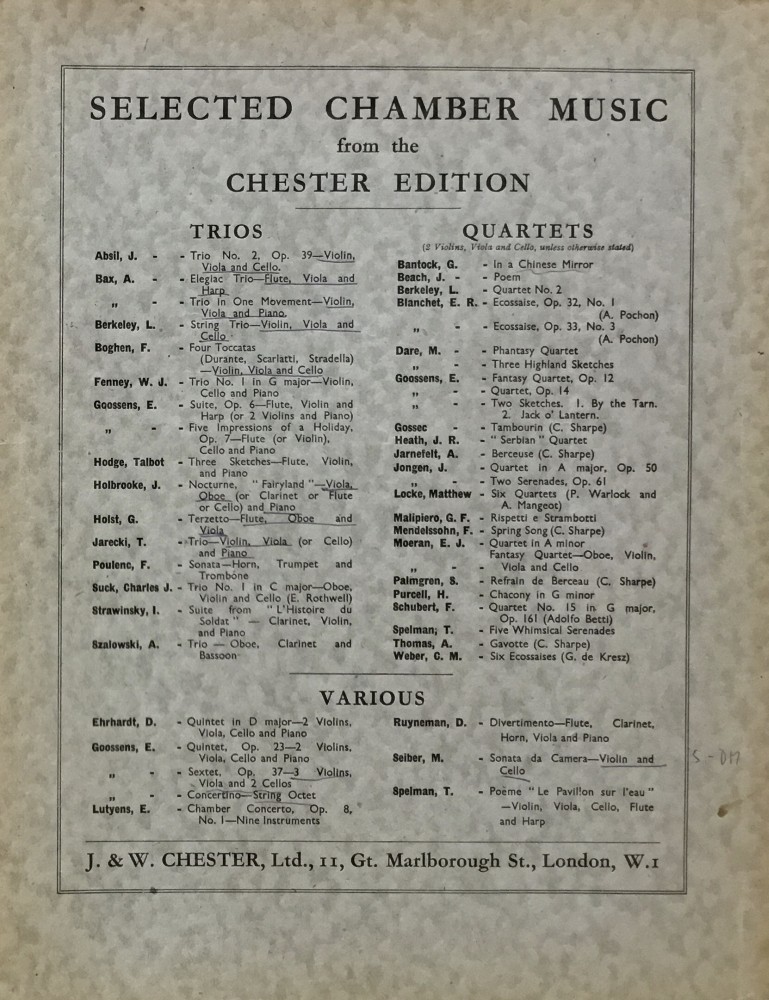 SELECTED CHAMBER MUSIC
from the
CHESTER EDITION
TRIOS
Absil, J. - - Trio No. 2, Op. 39—Violin,
Viola and Cello.
Bax, A. - - Elegiac Trio—Flute, Viola and
Harp
„ - - Trio in One Movement—Violin,
Viola and Piano.
Berkeley, L. - String Trio—Violin, Viola and
Cello
Boghen, F. - Four Toccatas
(Durante, Scarlatti, Stradella)
—Violin, Viola and Cello
Fenney, W. J. - Trio No. 1 in G major—Violin,
Cello and Piano
Goossens, E. - Suite, Op. 6—Flute, Violin and
Harp (or 2 Violins and Piano)
„ - - Five Impressions of a Holiday,
Op. 7—Flute (or Violin),
Cello and Piano
Hodge, Talbot - Three Sketches—Flute, Violin,
and Piano
Holbrooke, J. - Nocturne, "Fairyland"—Viola,
Oboe (or Clarinet or Flute
or Cello) and Piano
Holst, G. - Terzetto—Flute, Oboe and
Viola
Jarecki, T. - Trio—Violin, Viola (or Cello)
and Piano
Poulenc, F. - Sonata—Horn, Trumpet and
Trombone
Suck, Charles J. - Trio No. 1 in C major—Oboe,
Violin and Cello (E. Rothwell)
Strawinsky, I. - Suite from "L'Histoire du
Soldat" — Clarinet, Violin,
and Piano
Szalowski, A. - Trio — Oboe, Clarinet and
Bassoon
QUARTETS
(2 Violins, Viola and Cello, unless otherwise stated)
Bantock, G. - In a Chinese Mirror
Beach, J. - - Poem
Berkeley, L. - Quartet No. 2
Blanchet, E. R. - Ecossaise, Op. 32, No. 1
(A. Pochon)
„ - - Ecossaise, Op. 33, No. 3
(A. Pochon)
Dare, M. - - Phantasy Quartet
„ - - Three Highland Sketches
Goossens, E. - Fantasy Quartet, Op. 12
„ - - Quartet, Op. 14
„ - - Two Sketches. 1. By the Tarn.
2. Jack o' Lantern.
Gossec - - Tambourin (C. Sharpe)
Heath, J. R. - "Serbian" Quartet
Jarnefelt, A. - Berceuse (C. Sharpe)
Jongen, J. - Quartet in A major, Op. 50
„ - - Two Serenades, Op. 61
Locke, Matthew - Six Quartets (P. Warlock and
A. Mangeot)
Malipiero, G. F. - Rispetti e Strambotti
Mendelssohn, F. - Spring Song (C. Sharpe)
Moeran, E. J. - Quartet in A minor
Fantasy Quartet—Oboe, Violin,
„ - - Viola and Cello
Palmgren, S. - Refrain de Berceau (C. Sharpe)
Purcell, H. - Chacony in G minor
Schubert, F. - Quartet No. 15 in G major,
Op. 161 (Adolfo Betti)
Spelman, T. - Five Whimsical Serenades
Thomas, A. - Gavotte (C. Sharpe)
Weber, C. M. - Six Ecossaises (G. de Kresz)
VARIOUS
Ehrhardt, D. - Quintet in D major—2 Violins,
Viola, Cello and Piano
Goossens, E. - Quintet, Op. 23—2 Violins,
Viola, Cello and Piano
„ - - Sextet, Op. 37—3 Violins,
Viola and 2 Cellos
„ - - Concertino—String Octet
Lutyens, E. - Chamber Concerto, Op. 8,
No. 1—Nine Instruments
Ruyneman, D. - Divertimento—Flute, Clarinet,
Horn, Viola and Piano
Seiber, M. - Sonata da Camera—Violin and
Cello
Spelman, T. - Poème "Le Pavillon sur l'eau"
—Violin, Viola, Cello, Flute
and Harp
J. & W. CHESTER, Ltd., 11, Gt. Marlborough St., London, W.1